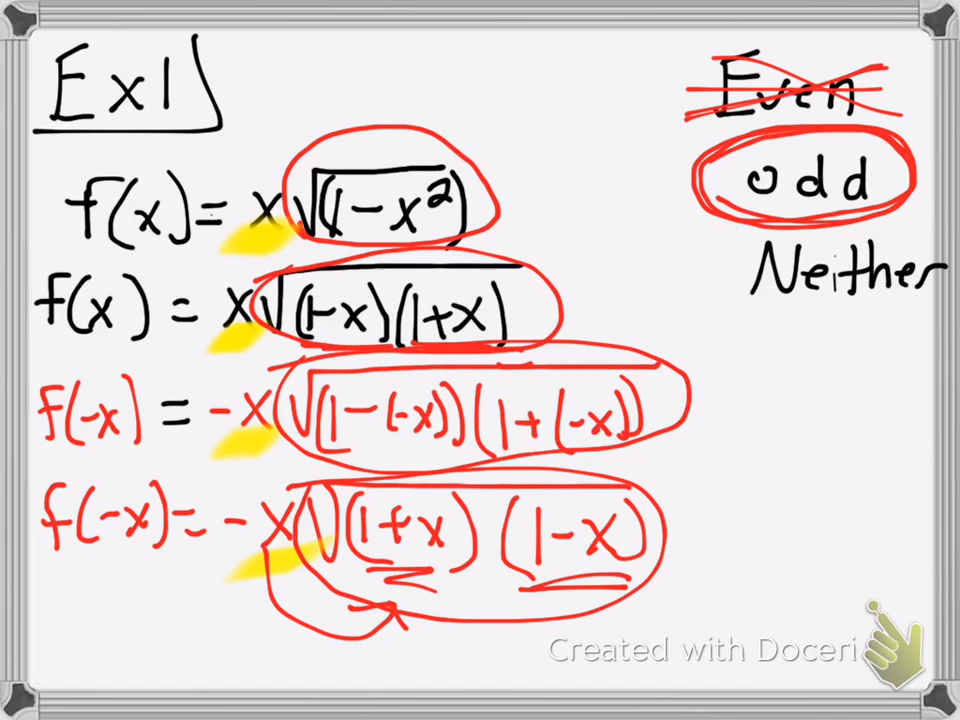 Ex1
Even
odd
Neither
f(x) = x√(1-x²)
f(x) = x√(1-x)(1+x)
f(-x) = -x√(1-(-x))(1+(-x))
f(-x) = -x√(1+x)(1-x)
Created with Doceri